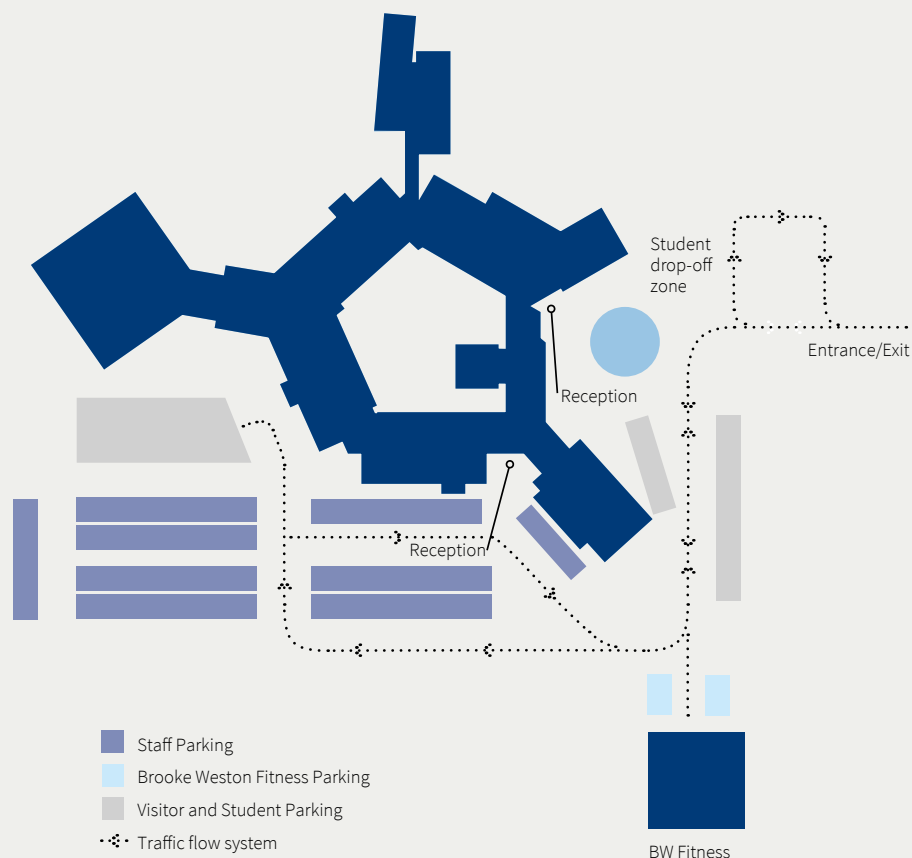 Student
drop-off
zone
Entrance/Exit
Reception
Reception
Staff Parking
Brooke Weston Fitness Parking
Visitor and Student Parking
Traffic flow system
BW Fitness